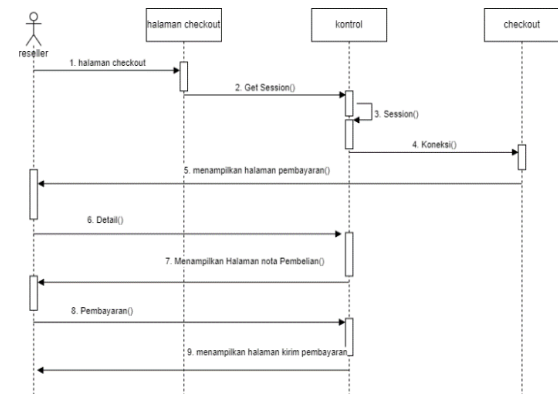 halaman checkout
kontrol
checkout
reseller
1. halaman checkout
2. Get Session()
3. Session()
4. Koneksi()
5. menampilkan halaman pembayaran()
6. Detail()
7. Menampilkan Halaman nota Pembelian()
8. Pembayaran()
9. menampilkan halaman kirim pembayaran